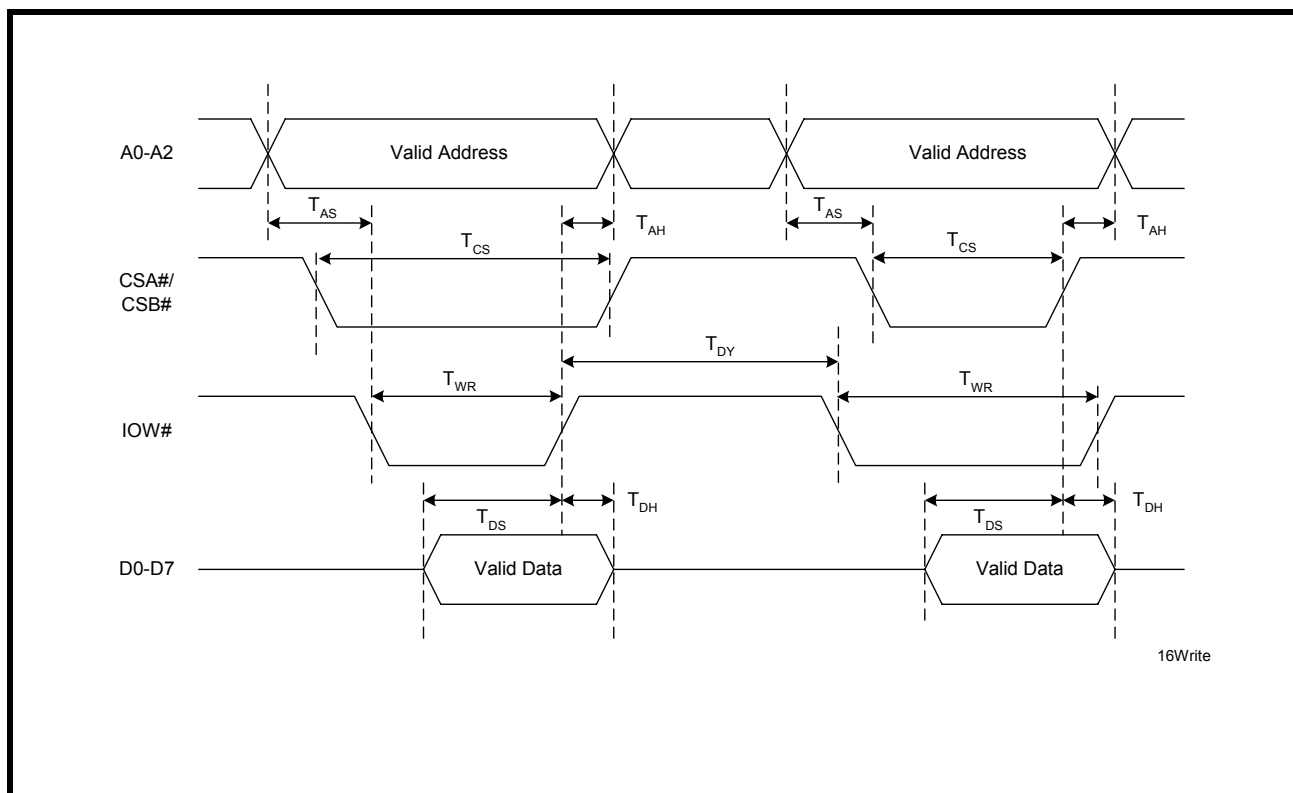 A0-A2
Valid Address
Valid Address
TAS
TAH
TAS
TAH
TCS
TCS
CSA#/
CSB#
TDY
TWR
TWR
IOW#
TDH
TDH
TDS
TDS
D0-D7
Valid Data
Valid Data
16Write